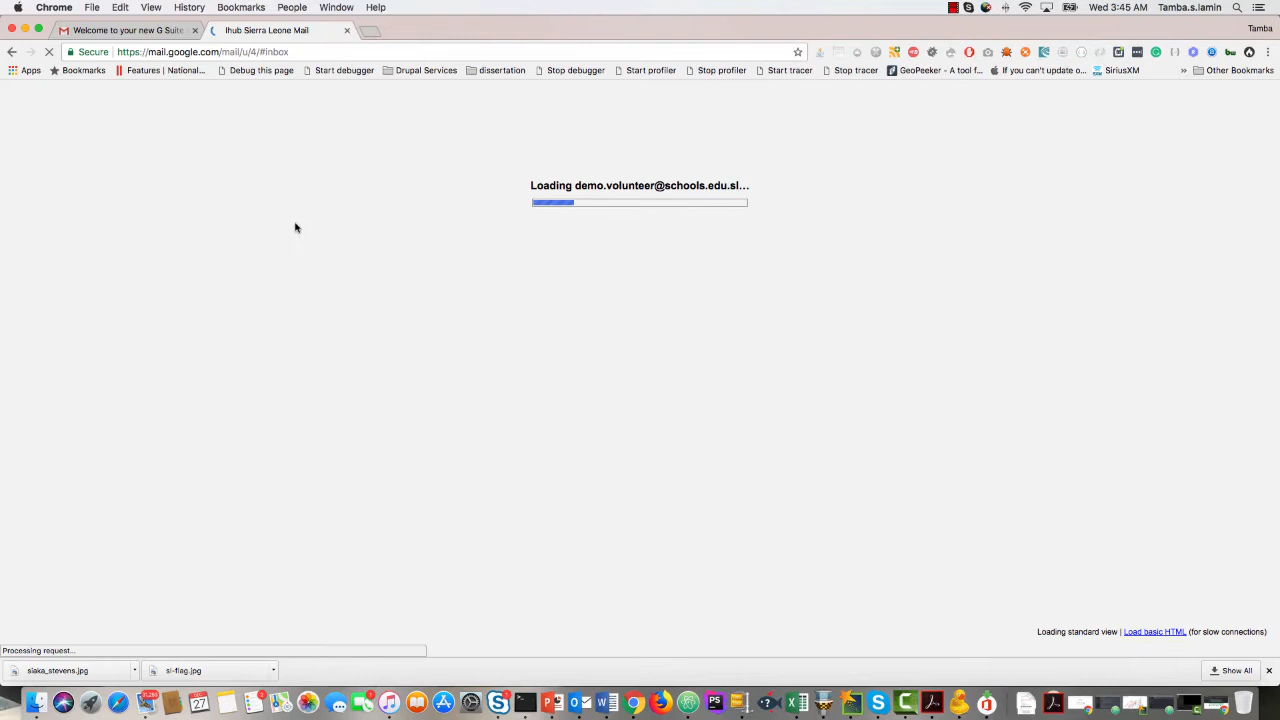 Chrome File Edit View History Bookmarks People Window Help Wed 3:45 AM Tamba.s.lamin
Welcome to your new G Suite Ihub Sierra Leone Mail Tamba
Secure https://mail.google.com/mail/u/4/#inbox
Apps Bookmarks Features | National... Debug this page Start debugger Drupal Services dissertation Stop debugger Start profiler Stop profiler Start tracer Stop tracer GeoPeeker - A tool f... If you can't update o... SiriusXM » Other Bookmarks
Loading demo.volunteer@schools.edu.sl...
Loading standard view | Load basic HTML (for slow connections)
Processing request...
siaka_stevens.jpg sl-flag.jpg Show All